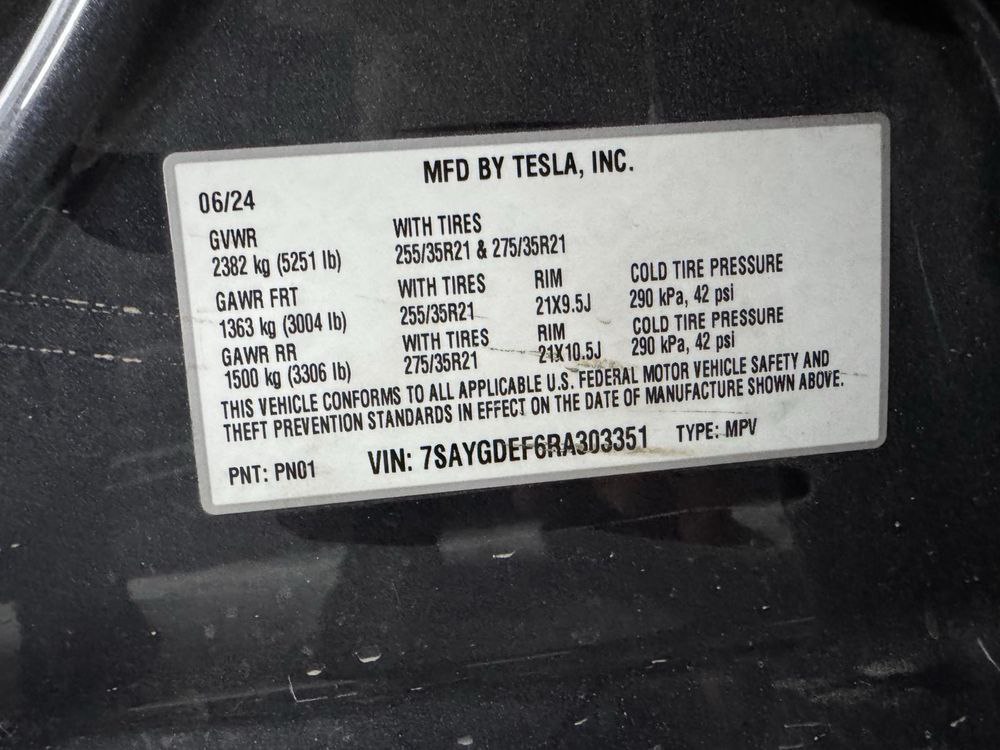 MFD BY TESLA, INC.
06/24
GVWR WITH TIRES
2382 kg (5251 lb) 255/35R21 & 275/35R21
GAWR FRT WITH TIRES RIM COLD TIRE PRESSURE
1363 kg (3004 lb) 255/35R21 21X9.5J 290 kPa, 42 psi
GAWR RR WITH TIRES RIM COLD TIRE PRESSURE
1500 kg (3306 lb) 275/35R21 21X10.5J 290 kPa, 42 psi
THIS VEHICLE CONFORMS TO ALL APPLICABLE U.S. FEDERAL MOTOR VEHICLE SAFETY AND
THEFT PREVENTION STANDARDS IN EFFECT ON THE DATE OF MANUFACTURE SHOWN ABOVE.
PNT: PN01 VIN: 7SAYGDEF6RA303351 TYPE: MPV